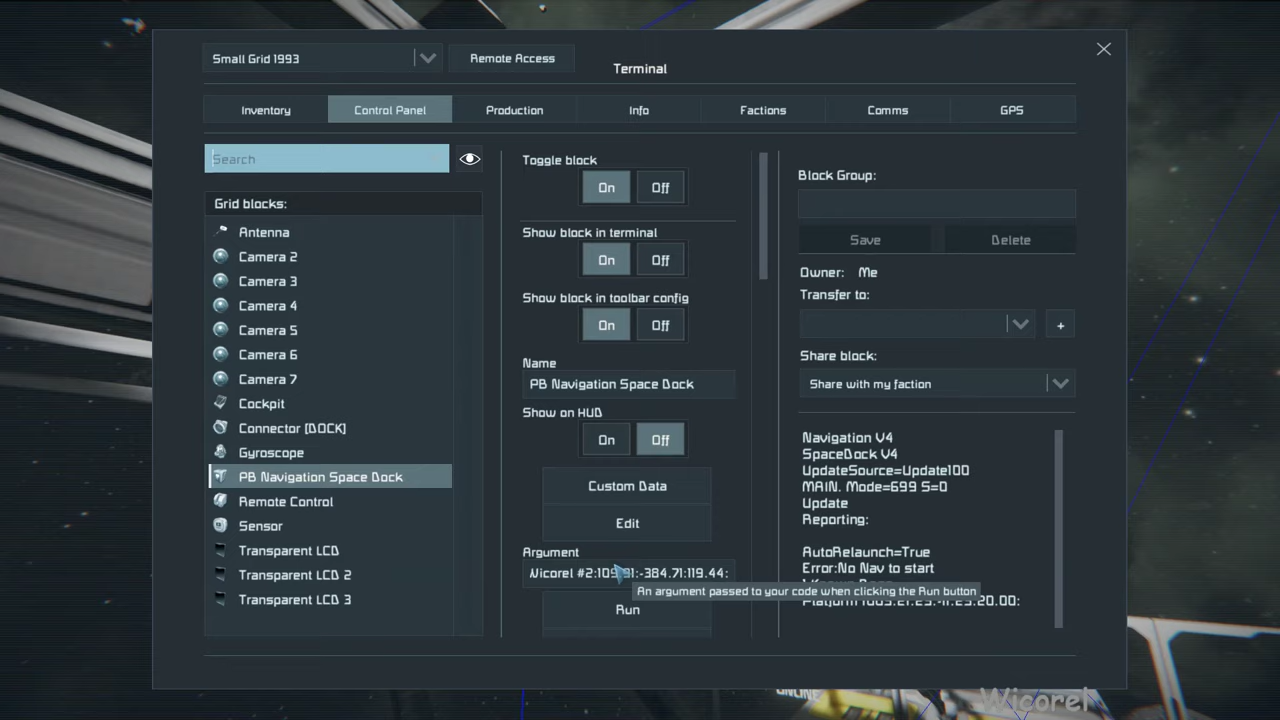 Small Grid 1993
Remote Access
Terminal
Inventory
Control Panel
Production
Info
Factions
Comms
GPS
Search
Grid blocks:
Antenna
Camera 2
Camera 3
Camera 4
Camera 5
Camera 6
Camera 7
Cockpit
Connector [DOCK]
Gyroscope
PB Navigation Space Dock
Remote Control
Sensor
Transparent LCD
Transparent LCD 2
Transparent LCD 3
Toggle block
On Off
Show block in terminal
On Off
Show block in toolbar config
On Off
Name
PB Navigation Space Dock
Show on HUD
On Off
Custom Data
Edit
Argument
Wicorel
An argument passed to your code when clicking the Run button
Run
Block Group:
Save Delete
Owner: Me
Transfer to:
+
Share block:
Share with my faction
Navigation V4
SpaceDock V4
UpdateSource=Update100
MAIN. Mode=699 S=0
Update
Reporting:
AutoRelaunch=True
Error:No Nav to start
ONLINE
Wicorel